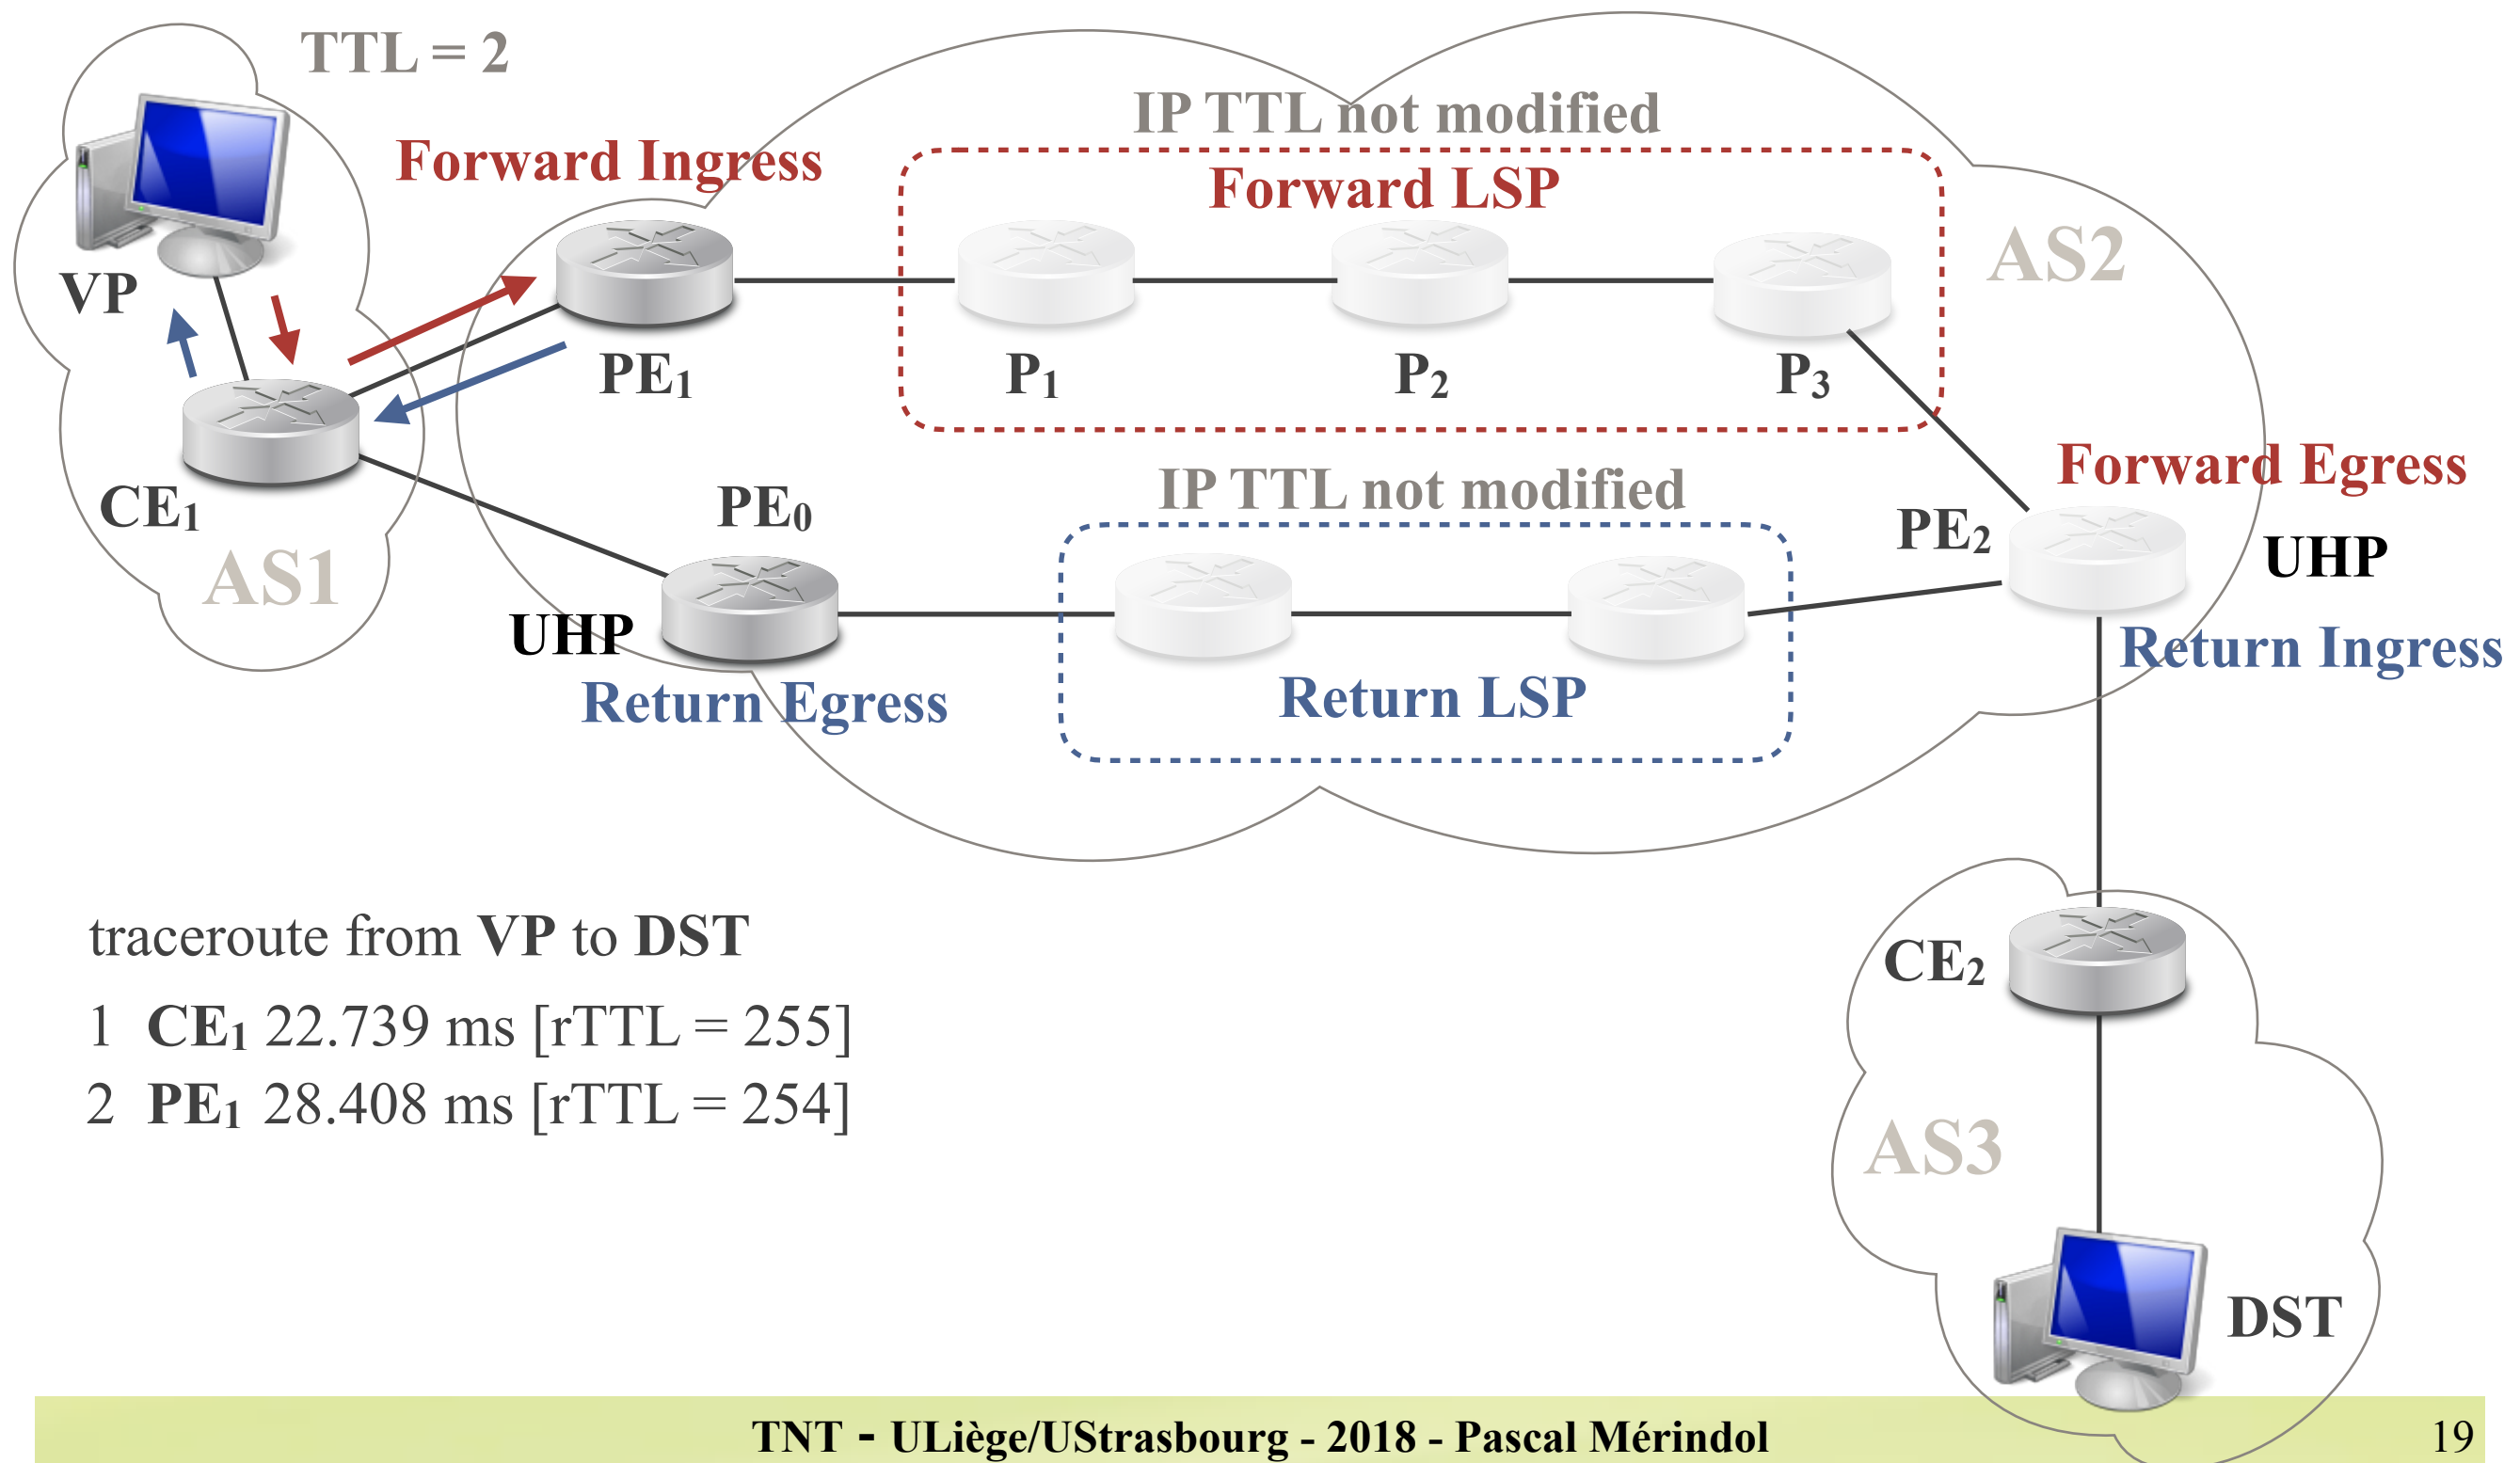 TTL = 2
IP TTL not modified
Forward Ingress
Forward LSP
AS2
VP
PE1
P1
P2
P3
Forward Egress
IP TTL not modified
CE1
PE0
PE2
UHP
AS1
UHP
Return Ingress
Return Egress
Return LSP
traceroute from VP to DST
CE2
1 CE1 22.739 ms [rTTL = 255]
2 PE1 28.408 ms [rTTL = 254]
AS3
DST
TNT - ULiège/UStrasbourg - 2018 - Pascal Mérindol
19